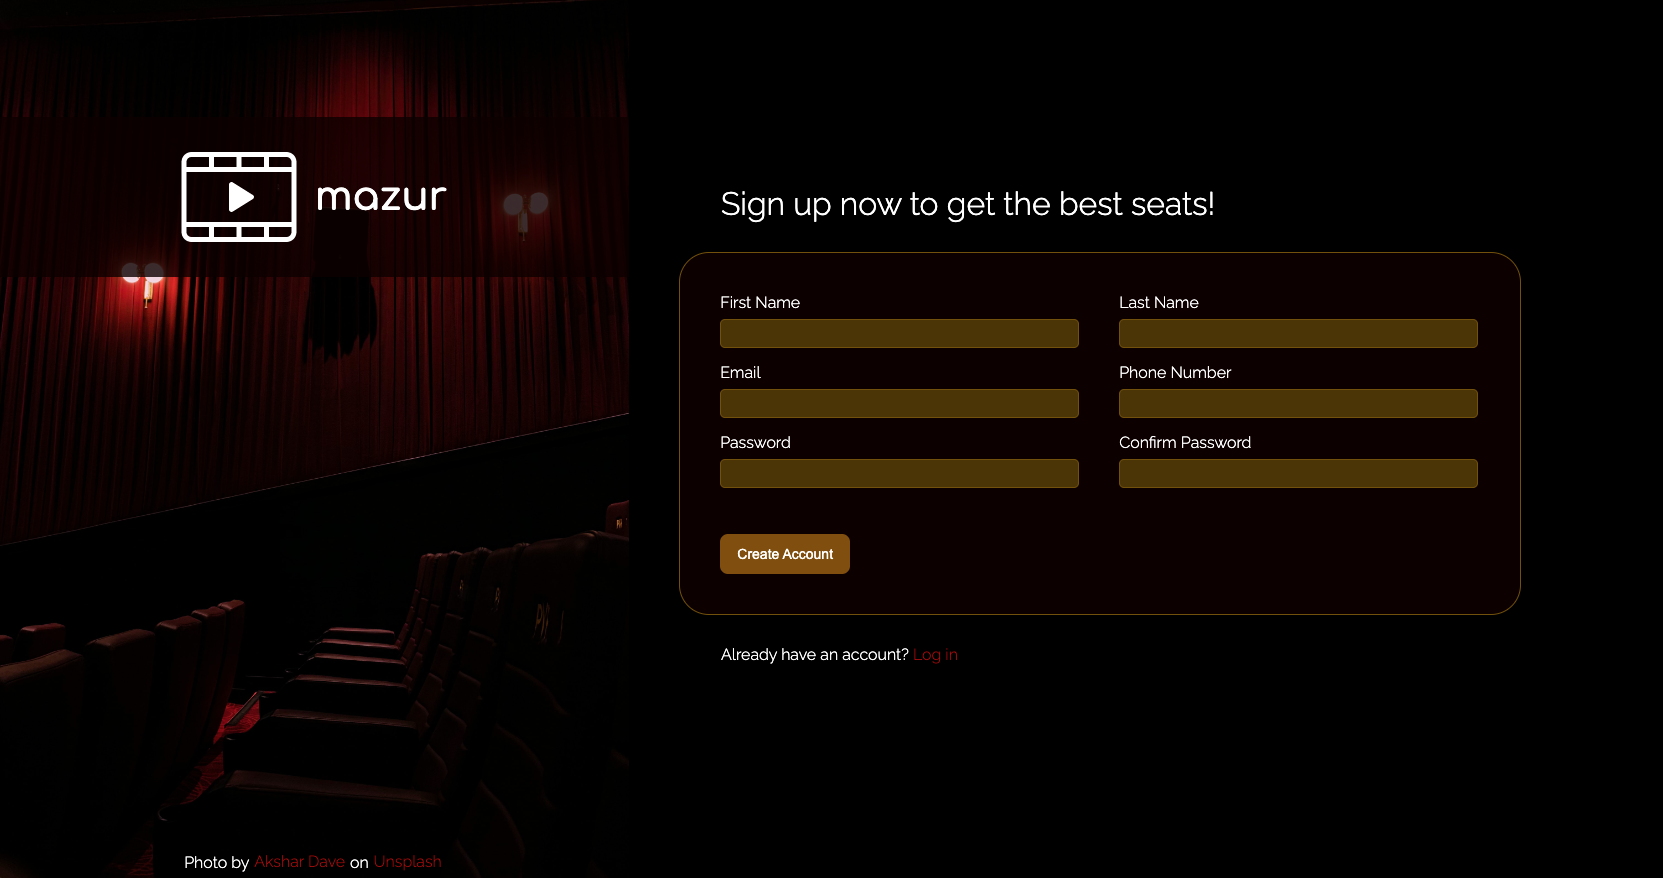 mazur
Sign up now to get the best seats!
First Name
Last Name
Email
Phone Number
Password
Confirm Password
Create Account
Already have an account? Log in
Photo by Akshar Dave on Unsplash